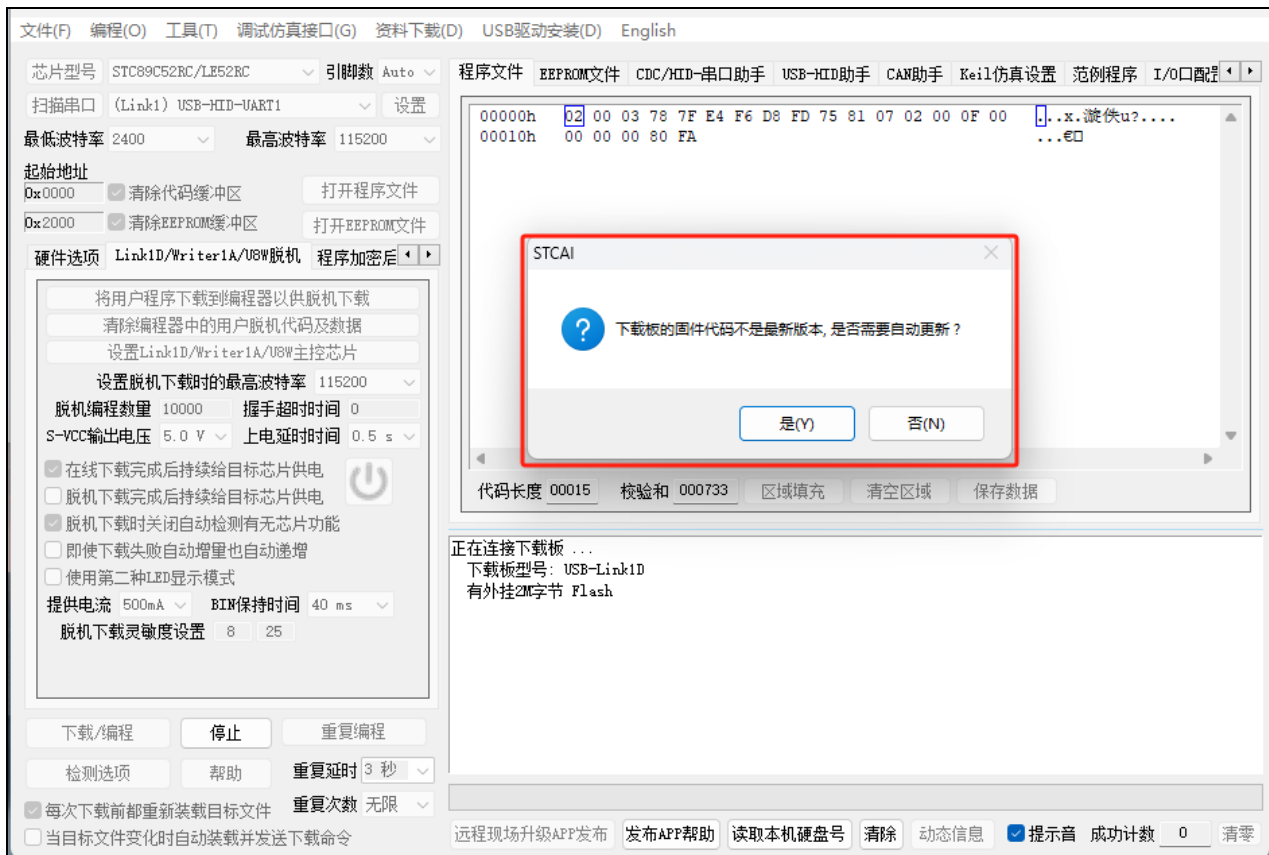 文件(F) 编程(O) 工具(T) 调试仿真接口(G) 资料下载(D) USB驱动安装(D) English
芯片型号 STC89C52RC/LE52RC 引脚数 Auto
扫描串口 (Link1) USB-HID-UART1 设置
最低波特率 2400 最高波特率 115200
起始地址
0x0000 清除代码缓冲区 打开程序文件
0x2000 清除EEPROM缓冲区 打开EEPROM文件
硬件选项 Link1D/Writer1A/U8W脱机 程序加密后
将用户程序下载到编程器以供脱机下载
清除编程器中的用户脱机代码及数据
设置Link1D/Writer1A/U8W主控芯片
设置脱机下载时的最高波特率 115200
脱机编程数量 10000 握手超时时间 0
S-VCC输出电压 5.0 V 上电延时时间 0.5 s
在线下载完成后持续给目标芯片供电
脱机下载完成后持续给目标芯片供电
脱机下载时关闭自动检测有无芯片功能
即使下载失败自动增量也自动递增
使用第二种LED显示模式
提供电流 500mA BIN保持时间 40 ms
脱机下载灵敏度设置 8 25
下载/编程 停止 重复编程
检测选项 帮助 重复延时 3 秒
每次下载前都重新装载目标文件 重复次数 无限
当目标文件变化时自动装载并发送下载命令
程序文件 EEPROM文件 CDC/HID-串口助手 USB-HID助手 CAN助手 Keil仿真设置 范例程序 I/O口配
00000h 02 00 03 78 7F E4 F6 D8 FD 75 81 07 02 00 0F 00 ...x.漩佚u?....
00010h 00 00 00 80 FA ...€□
STCAI
下载板的固件代码不是最新版本, 是否需要自动更新？
是(Y) 否(N)
代码长度 00015 校验和 000733 区域填充 清空区域 保存数据
正在连接下载板 ...
下载板型号: USB-Link1D
有外挂2M字节 Flash
远程现场升级APP发布 发布APP帮助 读取本机硬盘号 清除 动态信息 提示音 成功计数 0 清零